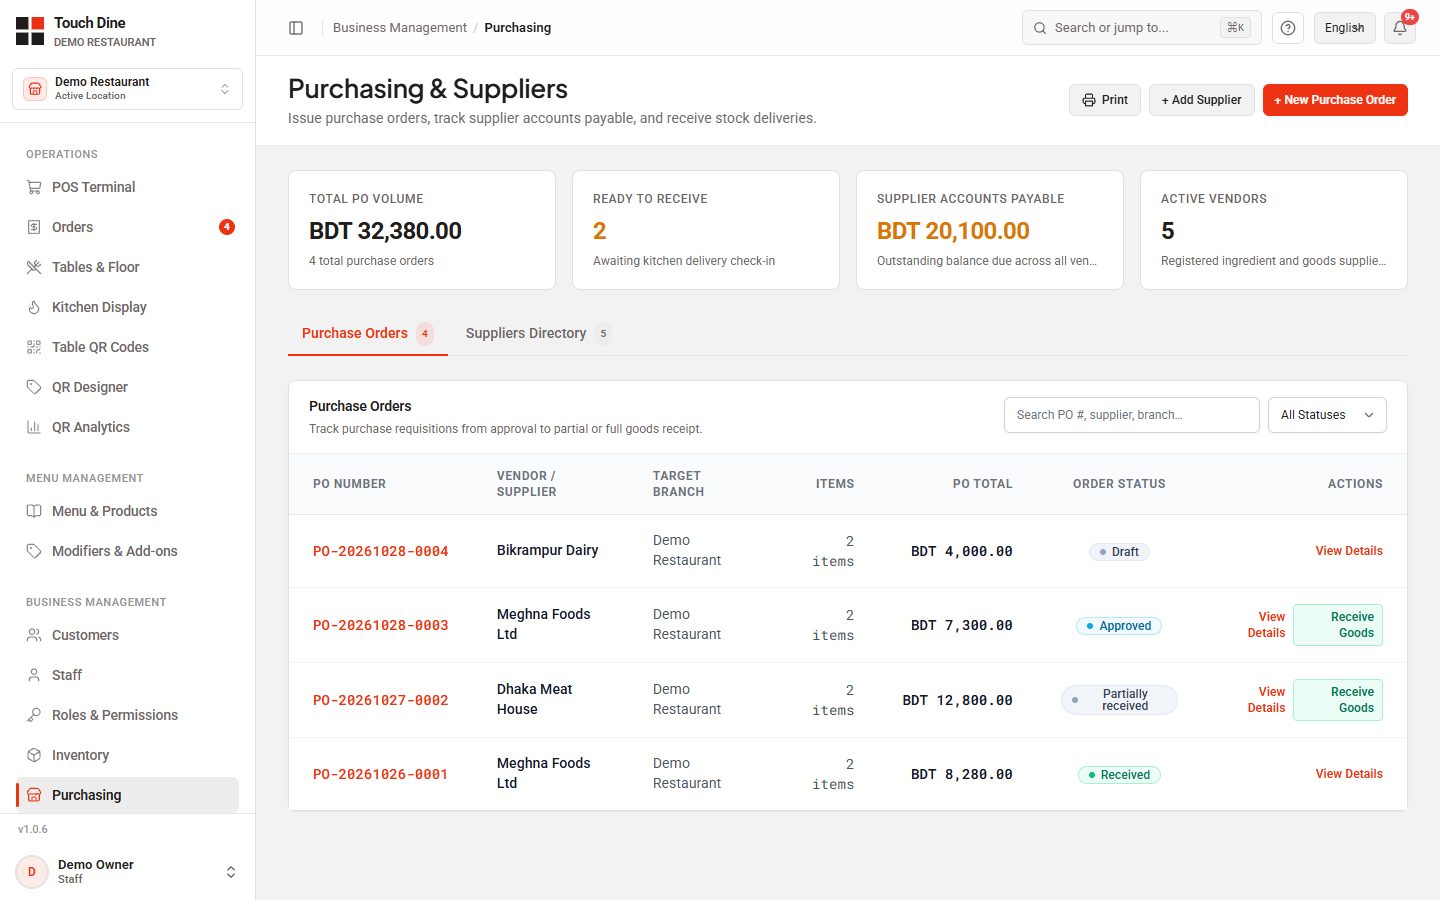 Touch Dine
DEMO RESTAURANT
Demo Restaurant
Active Location
OPERATIONS
POS Terminal
Orders 4
Tables & Floor
Kitchen Display
Table QR Codes
QR Designer
QR Analytics
MENU MANAGEMENT
Menu & Products
Modifiers & Add-ons
BUSINESS MANAGEMENT
Customers
Staff
Roles & Permissions
Inventory
Purchasing
v1.0.6
D
Demo Owner
Staff
Business Management / Purchasing
Search or jump to... ⌘K
English
9+
Purchasing & Suppliers
Issue purchase orders, track supplier accounts payable, and receive stock deliveries.
Print
+ Add Supplier
+ New Purchase Order
TOTAL PO VOLUME
BDT 32,380.00
4 total purchase orders
READY TO RECEIVE
2
Awaiting kitchen delivery check-in
SUPPLIER ACCOUNTS PAYABLE
BDT 20,100.00
Outstanding balance due across all ven...
ACTIVE VENDORS
5
Registered ingredient and goods supplie...
Purchase Orders 4
Suppliers Directory 5
Purchase Orders
Track purchase requisitions from approval to partial or full goods receipt.
Search PO #, supplier, branch...
All Statuses
PO NUMBER
VENDOR /
SUPPLIER
TARGET
BRANCH
ITEMS
PO TOTAL
ORDER STATUS
ACTIONS
PO-20261028-0004
Bikrampur Dairy
Demo
Restaurant
2
items
BDT 4,000.00
Draft
View Details
PO-20261028-0003
Meghna Foods
Ltd
Demo
Restaurant
2
items
BDT 7,300.00
Approved
View
Details
Receive
Goods
PO-20261027-0002
Dhaka Meat
House
Demo
Restaurant
2
items
BDT 12,800.00
Partially
received
View
Details
Receive
Goods
PO-20261026-0001
Meghna Foods
Ltd
Demo
Restaurant
2
items
BDT 8,280.00
Received
View Details